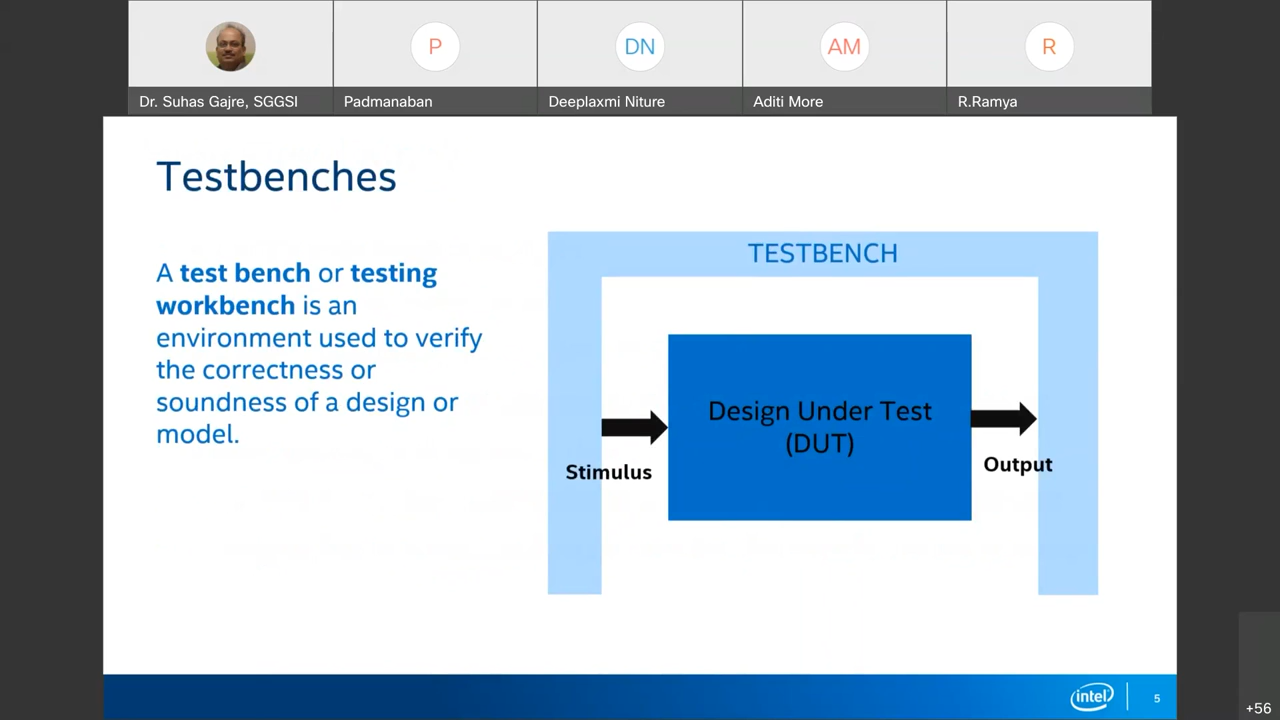 P
DN
AM
R
Dr. Suhas Gajre, SGGSI
Padmanaban
Deeplaxmi Niture
Aditi More
R.Ramya
Testbenches
A test bench or testing
workbench is an
environment used to verify
the correctness or
soundness of a design or
model.
TESTBENCH
Design Under Test
(DUT)
Stimulus
Output
intel
5
+56